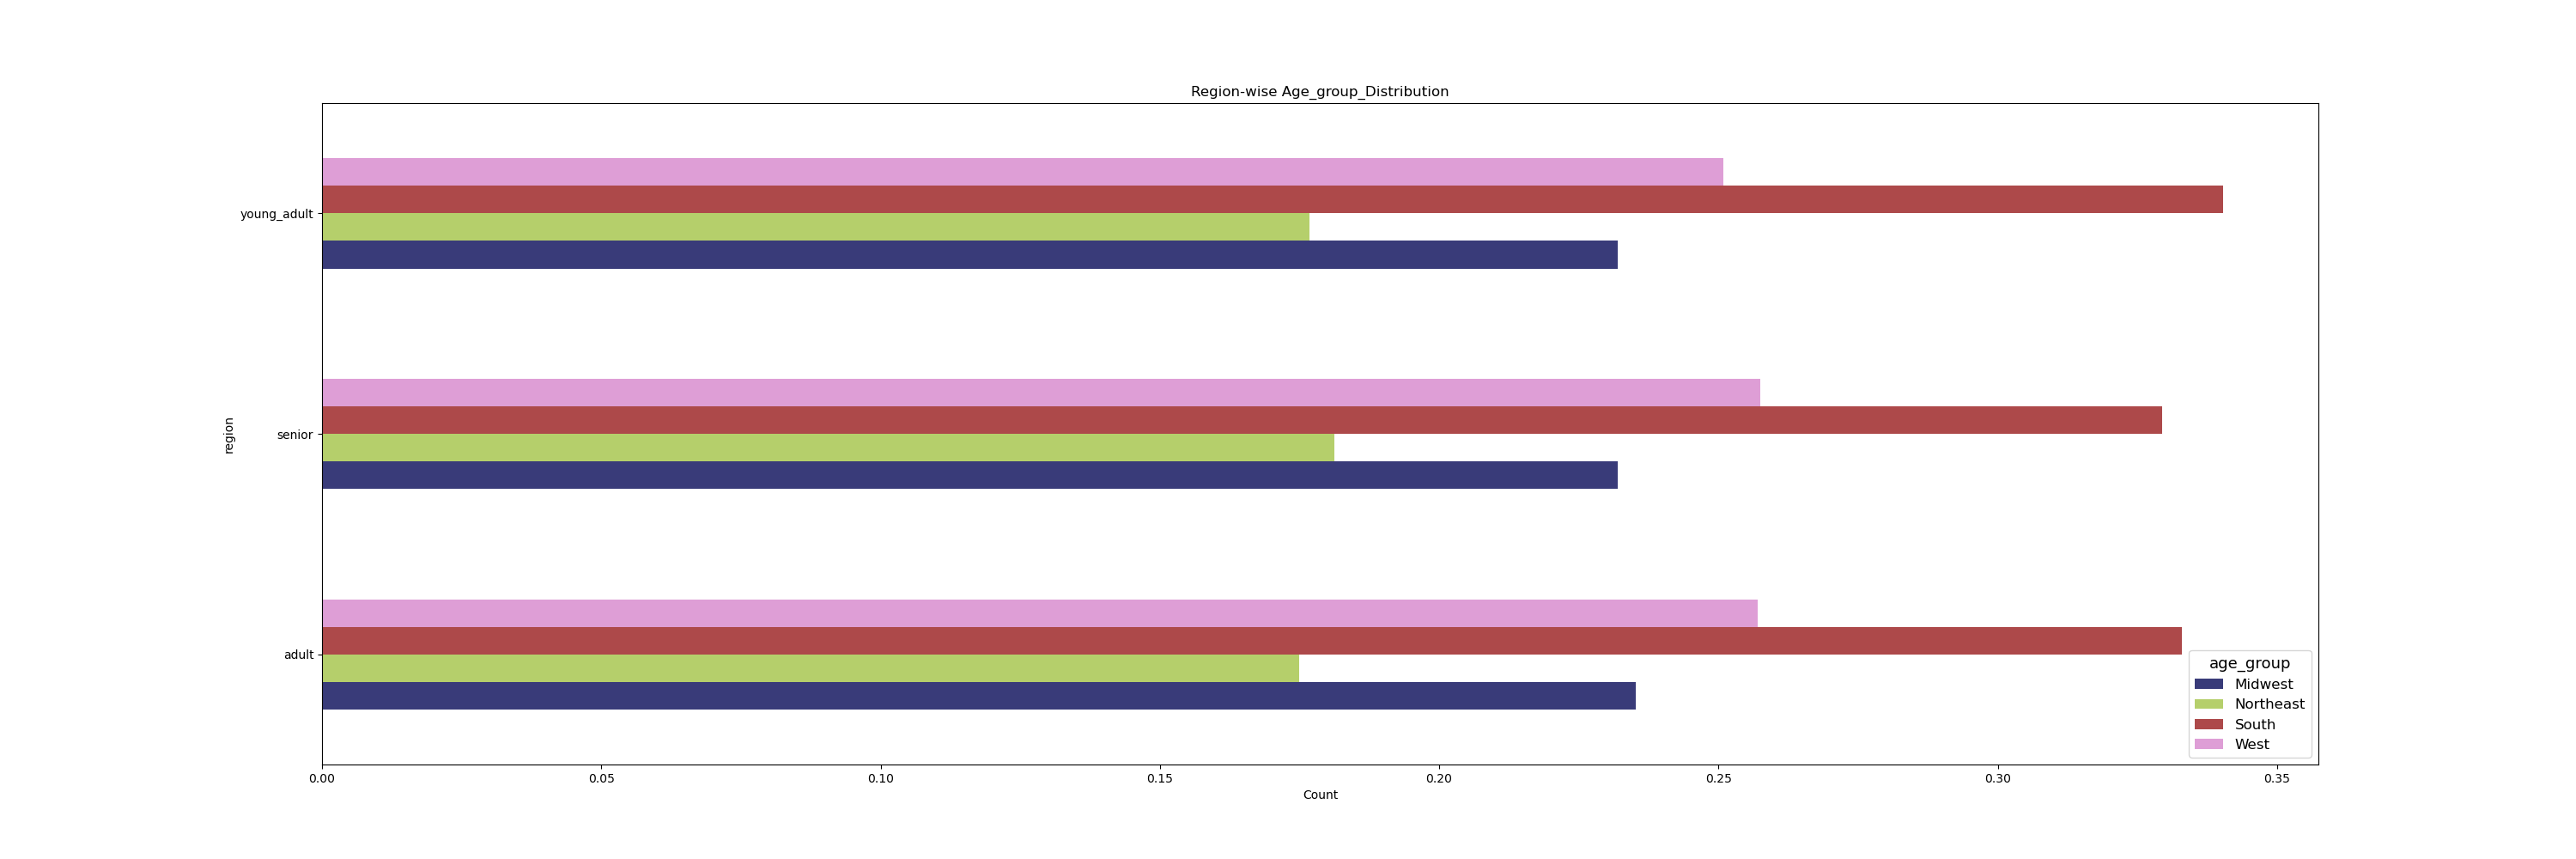 Region-wise Age_group_Distribution
young_adult
senior
adult
region
age_group
Midwest
Northeast
South
West
0.00 0.05 0.10 0.15 0.20 0.25 0.30 0.35
Count